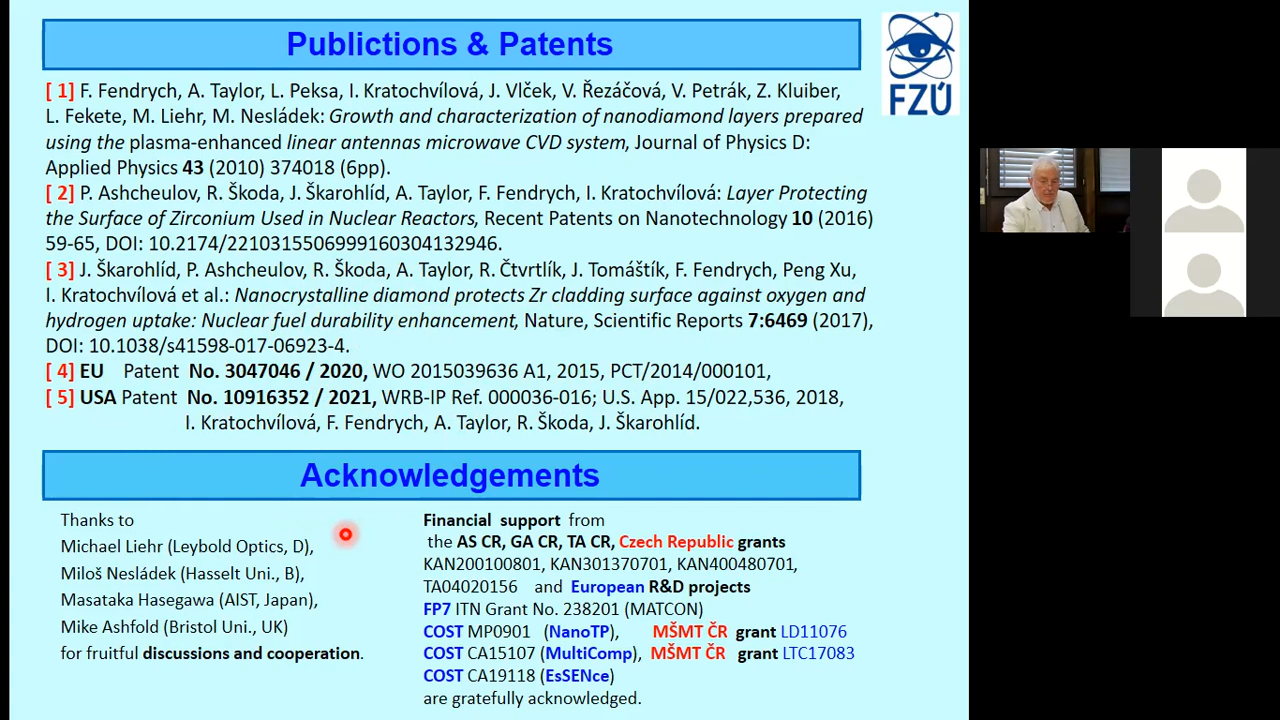 Publictions & Patents
FZÚ
[ 1] F. Fendrych, A. Taylor, L. Peksa, I. Kratochvílová, J. Vlček, V. Řezáčová, V. Petrák, Z. Kluiber,
L. Fekete, M. Liehr, M. Nesládek: Growth and characterization of nanodiamond layers prepared
using the plasma-enhanced linear antennas microwave CVD system, Journal of Physics D:
Applied Physics 43 (2010) 374018 (6pp).
[ 2] P. Ashcheulov, R. Škoda, J. Škarohlíd, A. Taylor, F. Fendrych, I. Kratochvílová: Layer Protecting
the Surface of Zirconium Used in Nuclear Reactors, Recent Patents on Nanotechnology 10 (2016)
59-65, DOI: 10.2174/2210315506999160304132946.
[ 3] J. Škarohlíd, P. Ashcheulov, R. Škoda, A. Taylor, R. Čtvrtlík, J. Tomáštík, F. Fendrych, Peng Xu,
I. Kratochvílová et al.: Nanocrystalline diamond protects Zr cladding surface against oxygen and
hydrogen uptake: Nuclear fuel durability enhancement, Nature, Scientific Reports 7:6469 (2017),
DOI: 10.1038/s41598-017-06923-4.
[ 4] EU Patent No. 3047046 / 2020, WO 2015039636 A1, 2015, PCT/2014/000101,
[ 5] USA Patent No. 10916352 / 2021, WRB-IP Ref. 000036-016; U.S. App. 15/022,536, 2018,
I. Kratochvílová, F. Fendrych, A. Taylor, R. Škoda, J. Škarohlíd.
Acknowledgements
Thanks to
Michael Liehr (Leybold Optics, D),
Miloš Nesládek (Hasselt Uni., B),
Masataka Hasegawa (AIST, Japan),
Mike Ashfold (Bristol Uni., UK)
for fruitful discussions and cooperation.
Financial support from
the AS CR, GA CR, TA CR, Czech Republic grants
KAN200100801, KAN301370701, KAN400480701,
TA04020156 and European R&D projects
FP7 ITN Grant No. 238201 (MATCON)
COST MP0901 (NanoTP), MŠMT ČR grant LD11076
COST CA15107 (MultiComp), MŠMT ČR grant LTC17083
COST CA19118 (EsSENce)
are gratefully acknowledged.